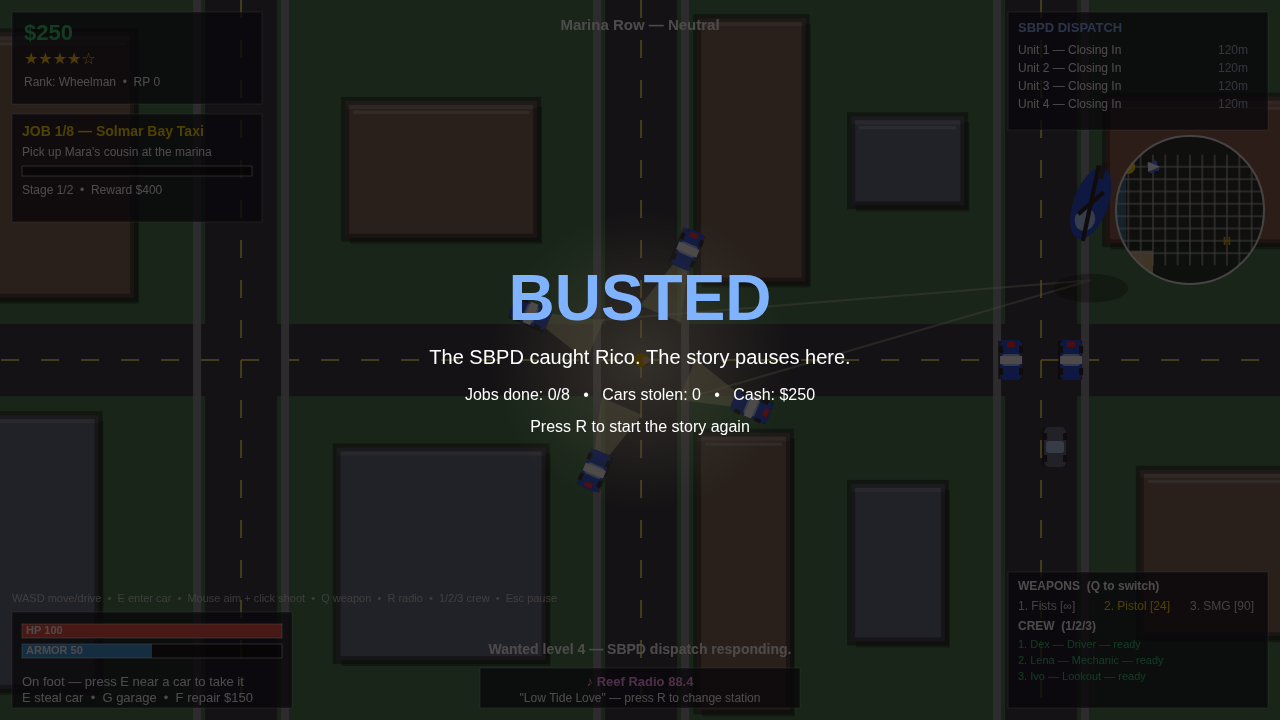 $250
★★★★☆
Rank: Wheelman • RP 0
JOB 1/8 — Solmar Bay Taxi
Pick up Mara's cousin at the marina
Stage 1/2 • Reward $400
Marina Row — Neutral
SBPD DISPATCH
Unit 1 — Closing In 120m
Unit 2 — Closing In 120m
Unit 3 — Closing In 120m
Unit 4 — Closing In 120m
H
BUSTED
The SBPD caught Rico. The story pauses here.
Jobs done: 0/8 • Cars stolen: 0 • Cash: $250
Press R to start the story again
WASD move/drive • E enter car • Mouse aim + click shoot • Q weapon • R radio • 1/2/3 crew • Esc pause
HP 100
ARMOR 50
On foot — press E near a car to take it
E steal car • G garage • F repair $150
Wanted level 4 — SBPD dispatch responding.
♪ Reef Radio 88.4
"Low Tide Love" — press R to change station
WEAPONS (Q to switch)
1. Fists [∞] 2. Pistol [24] 3. SMG [90]
CREW (1/2/3)
1. Dex — Driver — ready
2. Lena — Mechanic — ready
3. Ivo — Lookout — ready